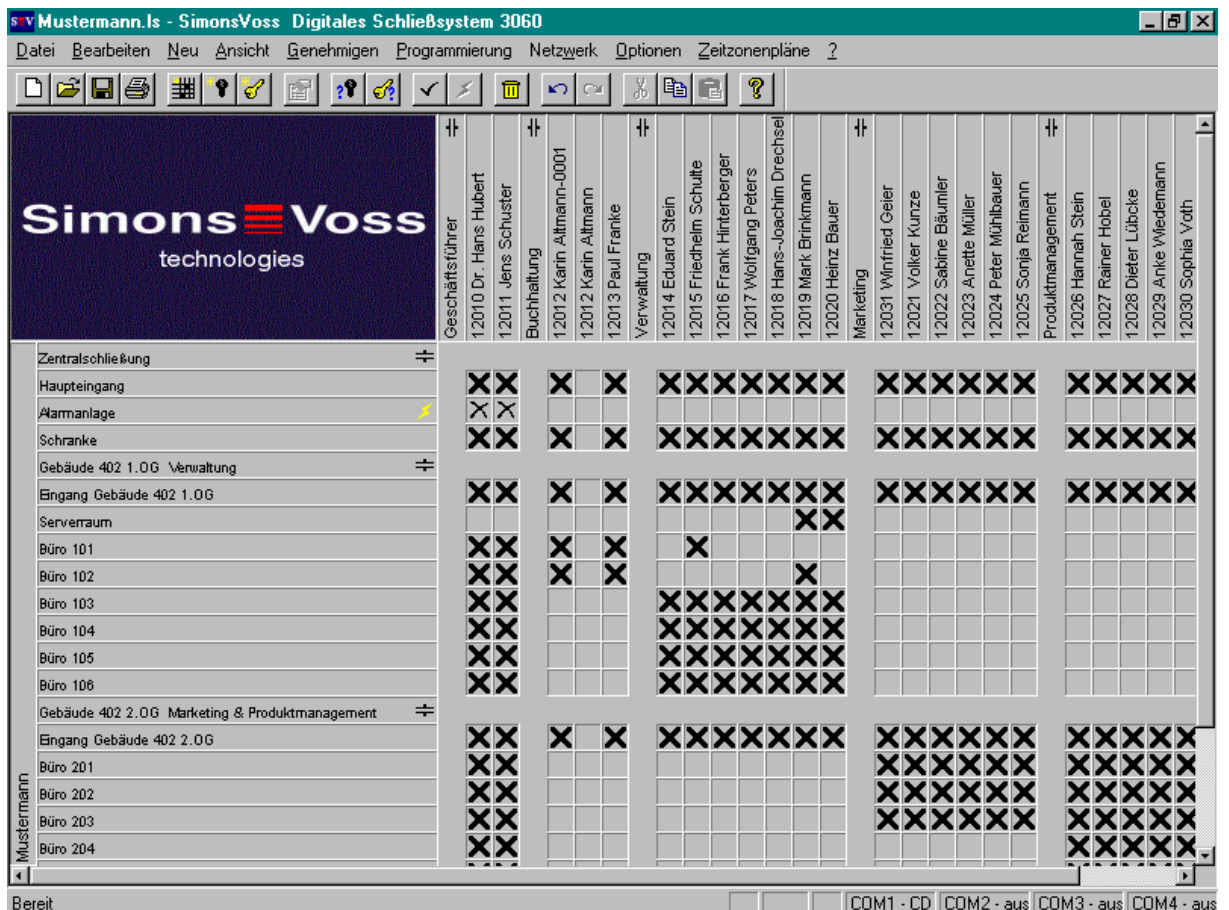 Mustermann.ls - SimonsVoss Digitales Schließsystem 3060
Datei Bearbeiten Neu Ansicht Genehmigen Programmierung Netzwerk Optionen Zeitzonenpläne ?
Simons Voss
technologies
Geschäftsführer
12010 Dr. Hans Hubert
12011 Jens Schuster
Buchhaltung
12012 Karin Altmann-0001
12012 Karin Altmann
12013 Paul Franke
Verwaltung
12014 Eduard Stein
12015 Friedhelm Schulte
12016 Frank Hinterberger
12017 Wolfgang Peters
12018 Hans-Joachim Drechsel
12019 Mark Brinkmann
12020 Heinz Bauer
Marketing
12031 Winfried Geier
12021 Volker Kunze
12022 Sabine Bäumler
12023 Anette Müller
12024 Peter Mühlbauer
12025 Sonja Reimann
Produktmanagement
12026 Hannah Stein
12027 Rainer Hobel
12028 Dieter Lübcke
12029 Anke Wiedemann
12030 Sophia Voth
Mustermann
Zentralschließung
Haupteingang
Alarmanlage
Schranke
Gebäude 402 1.OG Verwaltung
Eingang Gebäude 402 1.OG
Serverraum
Büro 101
Büro 102
Büro 103
Büro 104
Büro 105
Büro 106
Gebäude 402 2.OG Marketing & Produktmanagement
Eingang Gebäude 402 2.OG
Büro 201
Büro 202
Büro 203
Büro 204
Bereit
COM1 - CD COM2 - aus COM3 - aus COM4 - aus